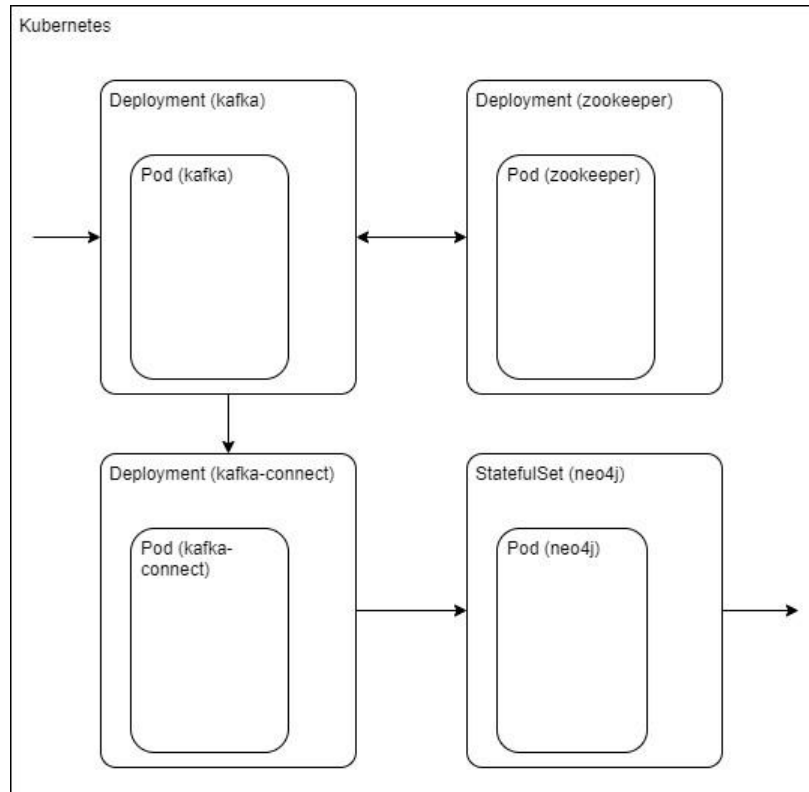 Kubernetes
Deployment (kafka)
Deployment (zookeeper)
Pod (kafka)
Pod (zookeeper)
Deployment (kafka-connect)
StatefulSet (neo4j)
Pod (kafka-
connect)
Pod (neo4j)